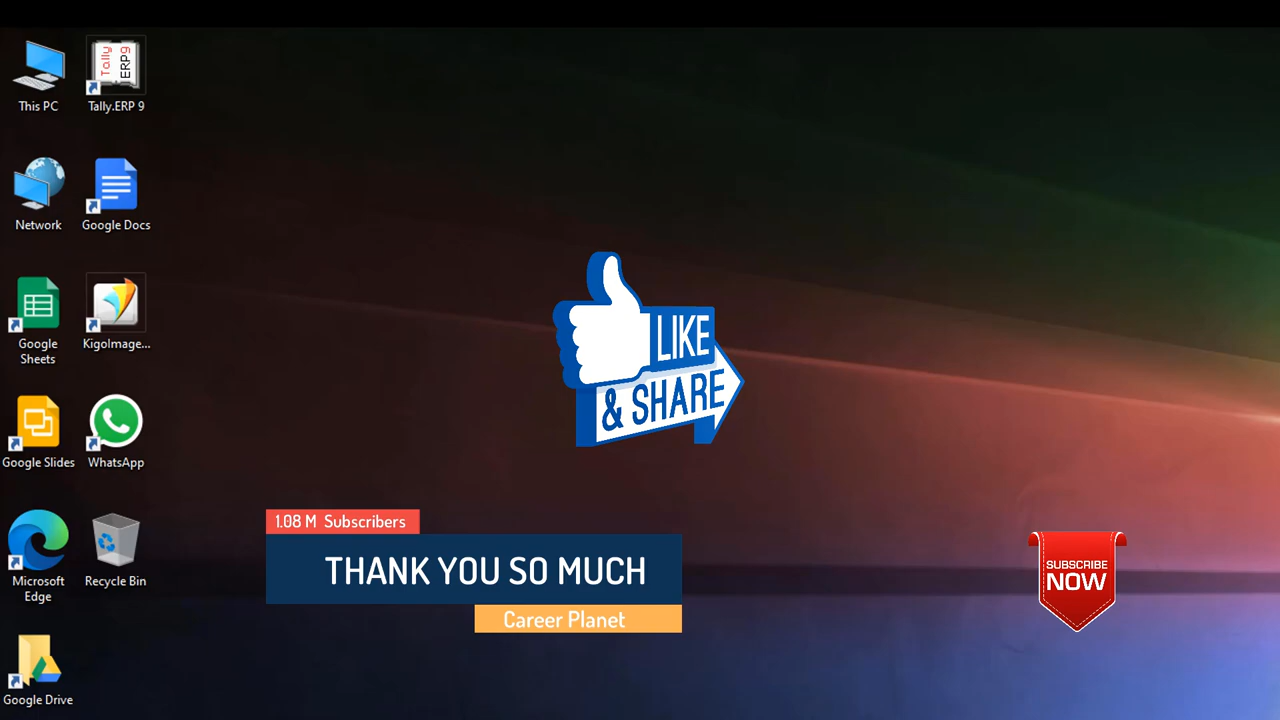 This PC
Tally.ERP 9
Tally
ERP9
Network
Google Docs
Google
Sheets
KigoImage...
Google Slides
WhatsApp
Microsoft
Edge
Recycle Bin
Google Drive
LIKE
& SHARE
1.08 M Subscribers
THANK YOU SO MUCH
Career Planet
SUBSCRIBE
NOW